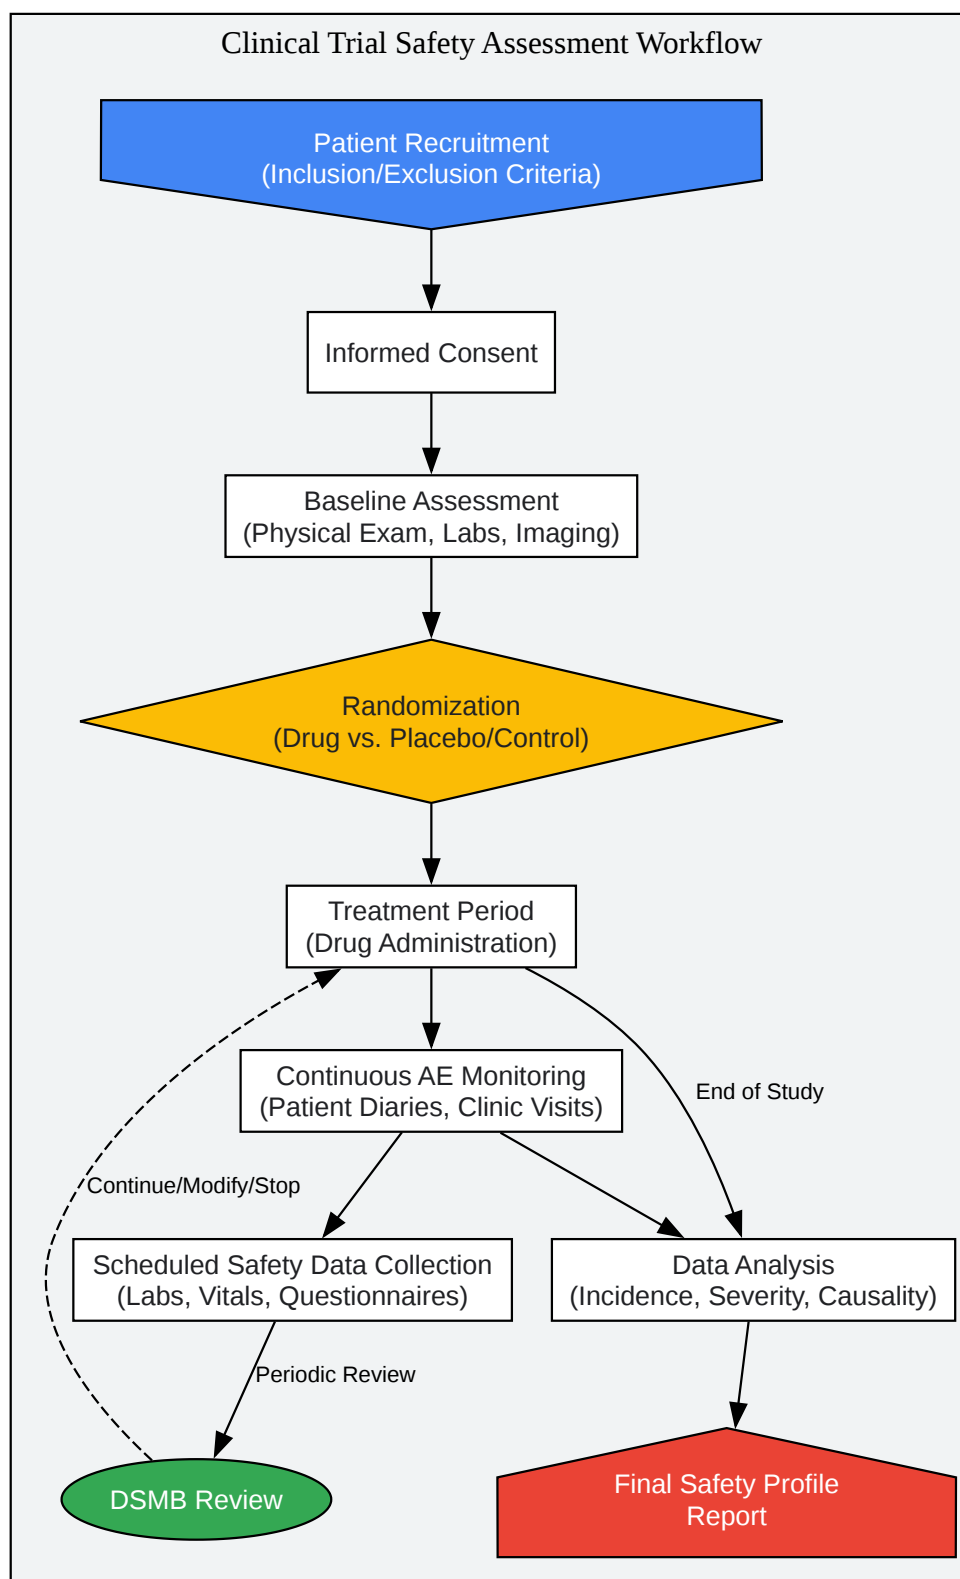 Clinical Trial Safety Assessment Workflow
Patient Recruitment
(Inclusion/Exclusion Criteria)
Informed Consent
Baseline Assessment
(Physical Exam, Labs, Imaging)
Randomization
(Drug vs. Placebo/Control)
Treatment Period
(Drug Administration)
Continuous AE Monitoring
(Patient Diaries, Clinic Visits)
End of Study
Continue/Modify/Stop
Scheduled Safety Data Collection
(Labs, Vitals, Questionnaires)
Data Analysis
(Incidence, Severity, Causality)
Periodic Review
DSMB Review
Final Safety Profile
Report